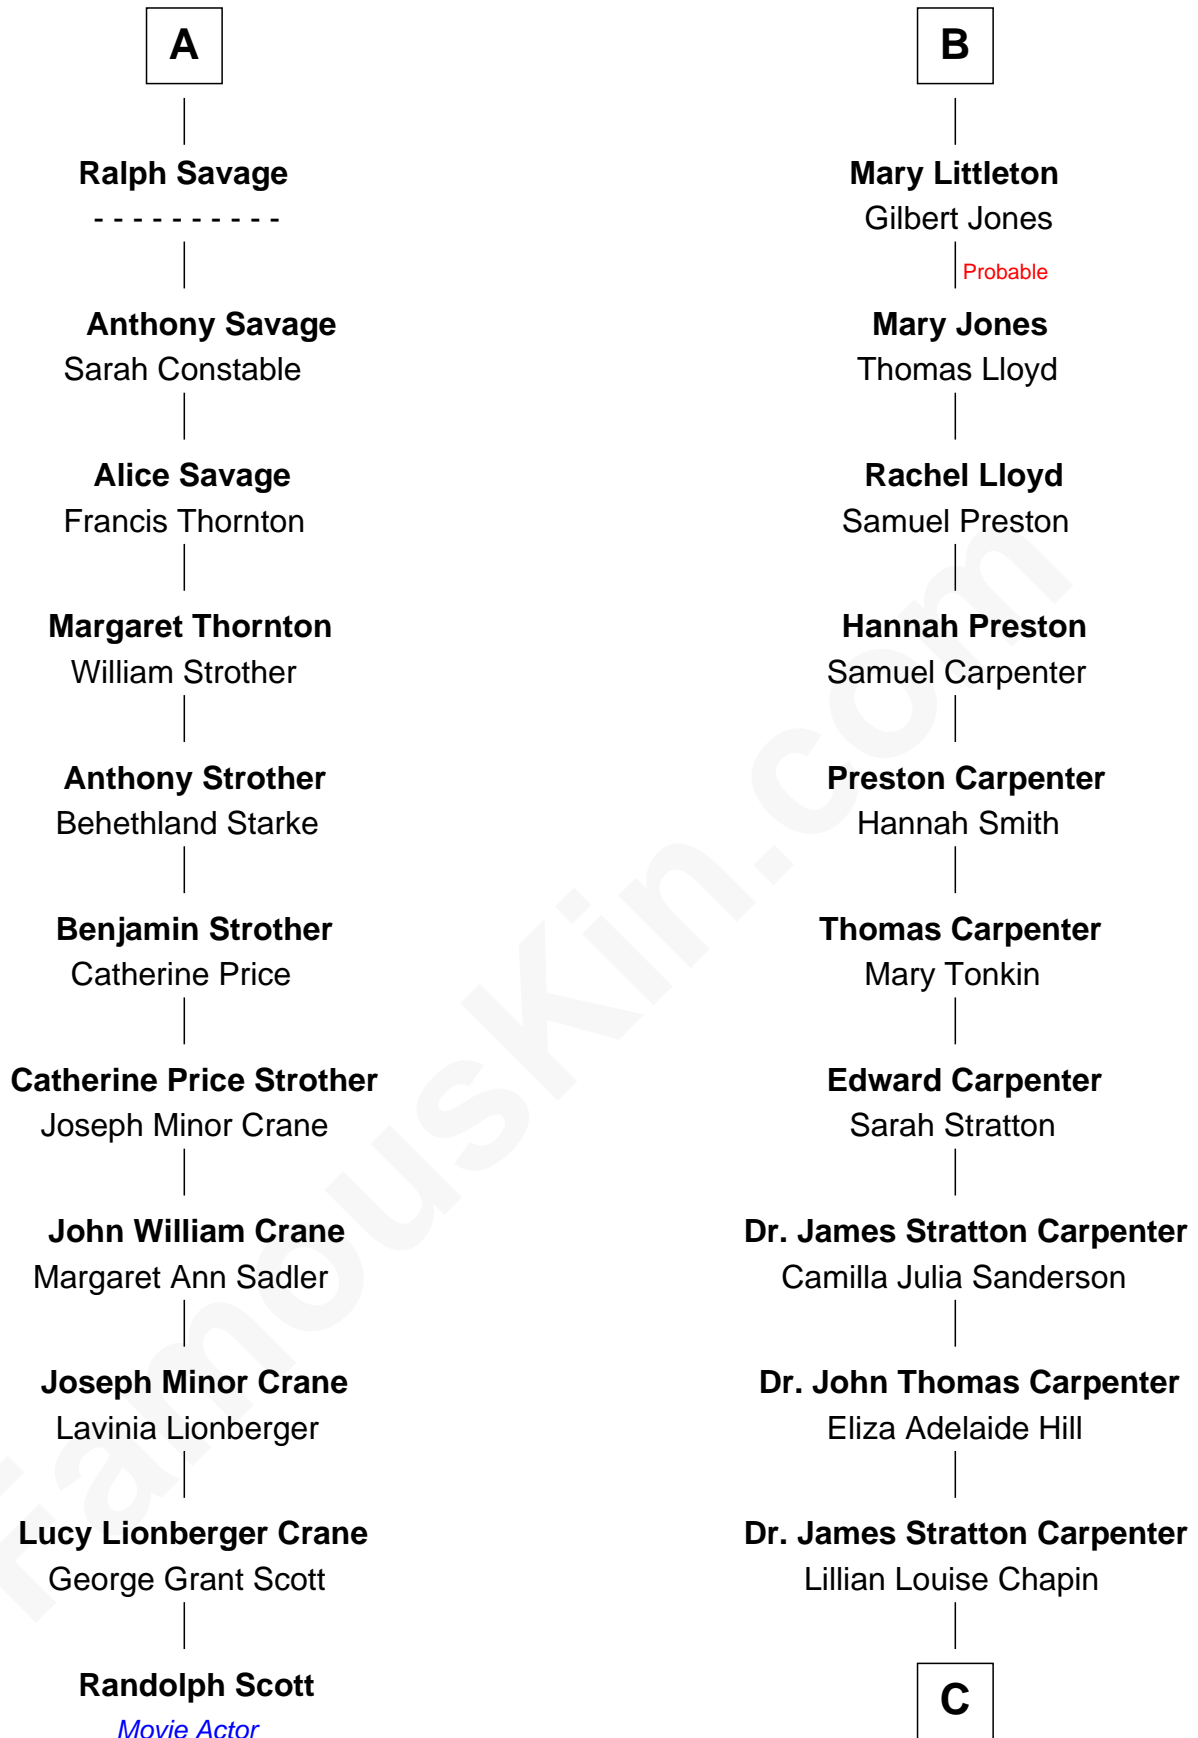 A
Ralph Savage
- - - - - - - - - -
Anthony Savage
Sarah Constable
Alice Savage
Francis Thornton
Margaret Thornton
William Strother
Anthony Strother
Behethland Starke
Benjamin Strother
Catherine Price
Catherine Price Strother
Joseph Minor Crane
John William Crane
Margaret Ann Sadler
Joseph Minor Crane
Lavinia Lionberger
Lucy Lionberger Crane
George Grant Scott
Randolph Scott
Movie Actor
B
Mary Littleton
Gilbert Jones
Probable
Mary Jones
Thomas Lloyd
Rachel Lloyd
Samuel Preston
Hannah Preston
Samuel Carpenter
Preston Carpenter
Hannah Smith
Thomas Carpenter
Mary Tonkin
Edward Carpenter
Sarah Stratton
Dr. James Stratton Carpenter
Camilla Julia Sanderson
Dr. John Thomas Carpenter
Eliza Adelaide Hill
Dr. James Stratton Carpenter
Lillian Louise Chapin
C
FamousKin.com